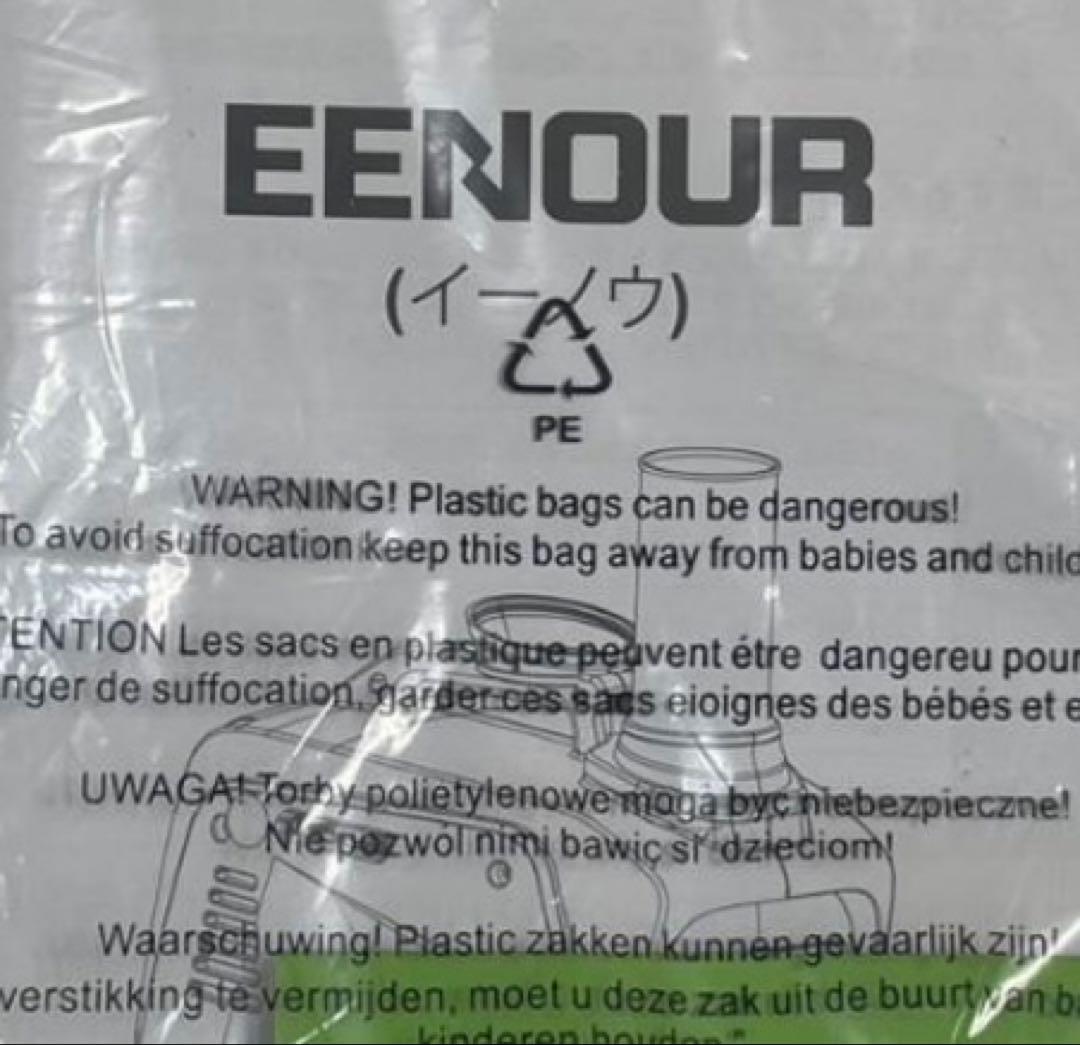 EENOUR
(イーノウ)
PE
WARNING! Plastic bags can be dangerous!
To avoid suffocation keep this bag away from babies and child
TENTION Les sacs en plastique peuvent étre dangereu pour
nger de suffocation, garder ces sacs eioignes des bébés et e
UWAGA! Torby polietylenowe mogą być niebezpieczne!
Nie pozwól nimi bawic dzieciom!
Waarschuwing! Plastic zakken kunnen gevaarlijk zijn!
verstikking te vermijden, moet u deze zak uit de buurt van b
kinderen houden."